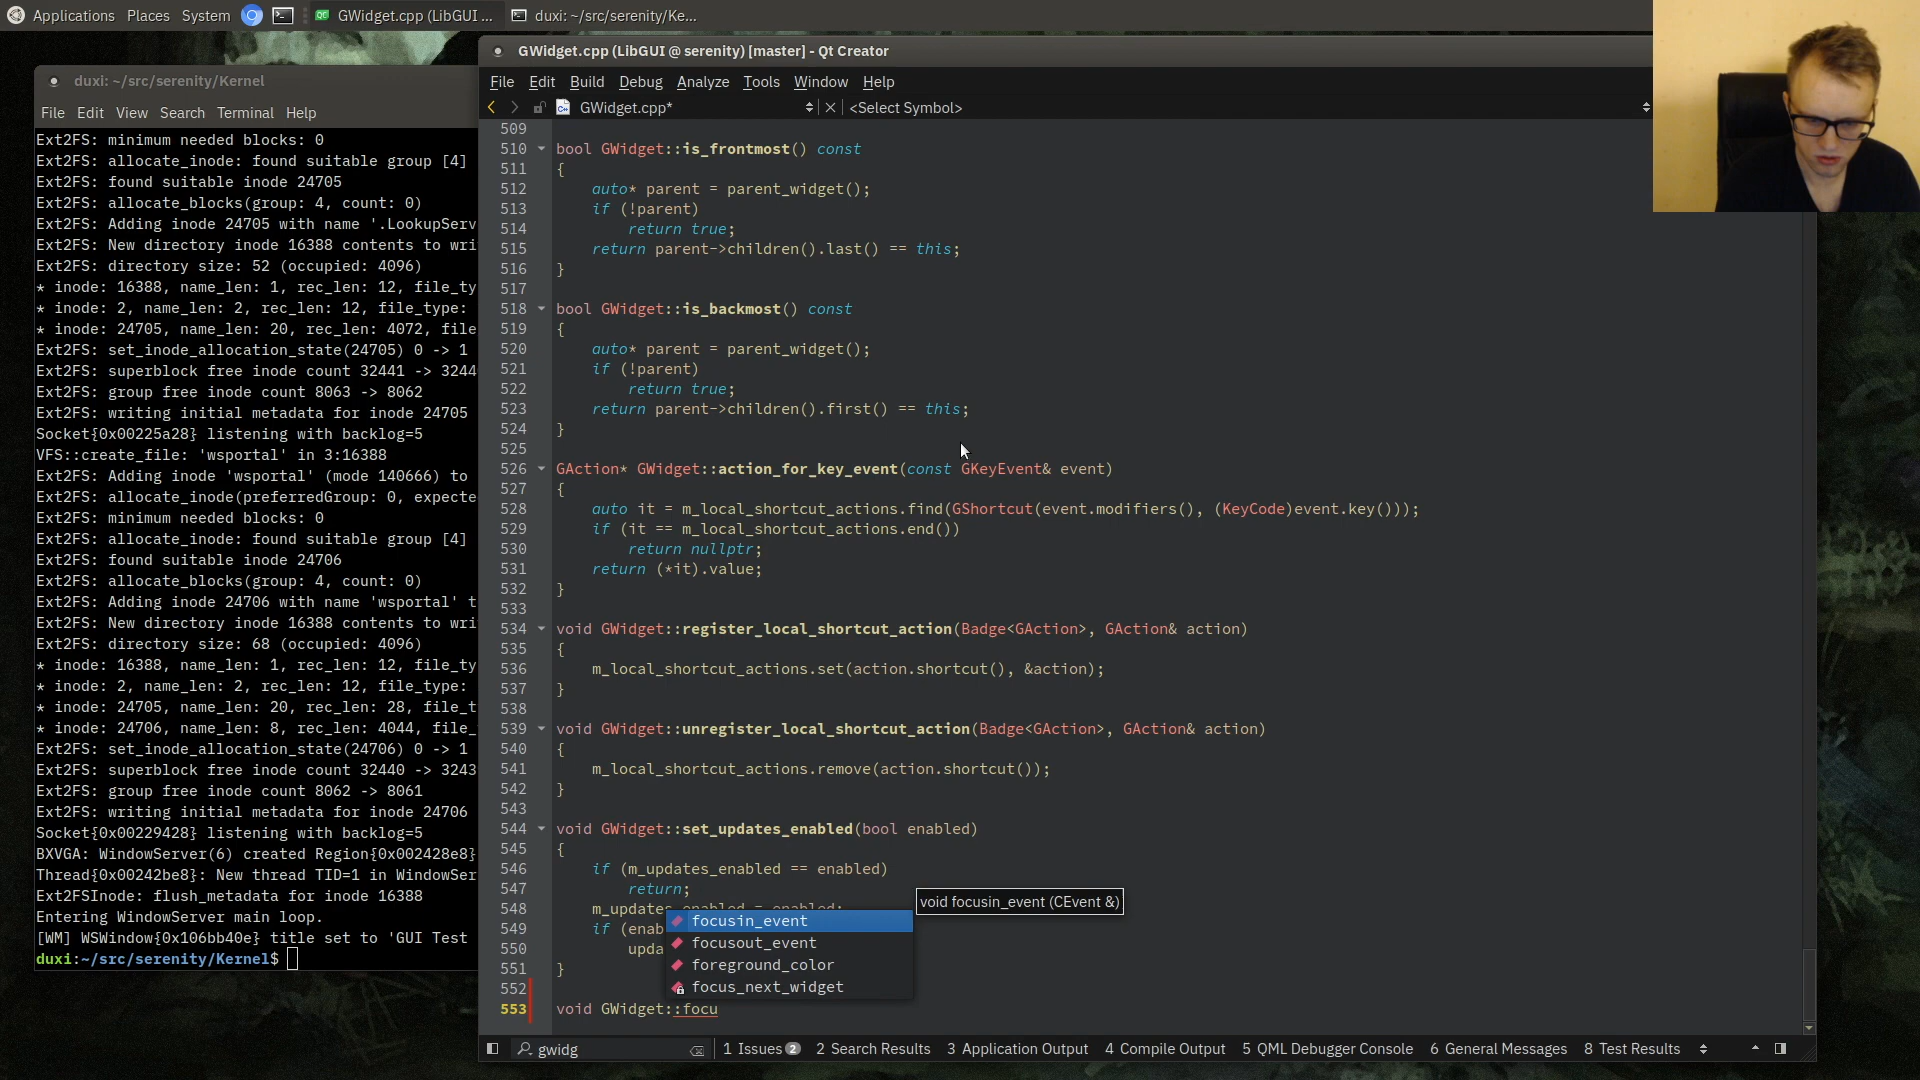 Applications Places System GWidget.cpp (LibGUI ... duxi: ~/src/serenity/Ke...
duxi: ~/src/serenity/Kernel
File Edit View Search Terminal Help
Ext2FS: minimum needed blocks: 0
Ext2FS: allocate_inode: found suitable group [4]
Ext2FS: found suitable inode 24705
Ext2FS: allocate_blocks(group: 4, count: 0)
Ext2FS: Adding inode 24705 with name '.LookupServ
Ext2FS: New directory inode 16388 contents to wri
Ext2FS: directory size: 52 (occupied: 4096)
* inode: 16388, name_len: 1, rec_len: 12, file_ty
* inode: 2, name_len: 2, rec_len: 12, file_type:
* inode: 24705, name_len: 20, rec_len: 4072, file
Ext2FS: set_inode_allocation_state(24705) 0 -> 1
Ext2FS: superblock free inode count 32441 -> 3244
Ext2FS: group free inode count 8063 -> 8062
Ext2FS: writing initial metadata for inode 24705
Socket{0x00225a28} listening with backlog=5
VFS::create_file: 'wsportal' in 3:16388
Ext2FS: Adding inode 'wsportal' (mode 140666) to
Ext2FS: allocate_inode(preferredGroup: 0, expecte
Ext2FS: minimum needed blocks: 0
Ext2FS: allocate_inode: found suitable group [4]
Ext2FS: found suitable inode 24706
Ext2FS: allocate_blocks(group: 4, count: 0)
Ext2FS: Adding inode 24706 with name 'wsportal' t
Ext2FS: New directory inode 16388 contents to wri
Ext2FS: directory size: 68 (occupied: 4096)
* inode: 16388, name_len: 1, rec_len: 12, file_ty
* inode: 2, name_len: 2, rec_len: 12, file_type:
* inode: 24705, name_len: 20, rec_len: 28, file_t
* inode: 24706, name_len: 8, rec_len: 4044, file_
Ext2FS: set_inode_allocation_state(24706) 0 -> 1
Ext2FS: superblock free inode count 32440 -> 3243
Ext2FS: group free inode count 8062 -> 8061
Ext2FS: writing initial metadata for inode 24706
Socket{0x00229428} listening with backlog=5
BXVGA: WindowServer(6) created Region{0x002428e8}
Thread{0x00242be8}: New thread TID=1 in WindowSer
Ext2FSInode: flush_metadata for inode 16388
Entering WindowServer main loop.
[WM] WSWindow{0x106bb40e} title set to 'GUI Test
duxi:~/src/serenity/Kernel$
GWidget.cpp (LibGUI @ serenity) [master] - Qt Creator
File Edit Build Debug Analyze Tools Window Help
GWidget.cpp* <Select Symbol>
509
510 bool GWidget::is_frontmost() const
511 {
512 auto* parent = parent_widget();
513 if (!parent)
514 return true;
515 return parent->children().last() == this;
516 }
517
518 bool GWidget::is_backmost() const
519 {
520 auto* parent = parent_widget();
521 if (!parent)
522 return true;
523 return parent->children().first() == this;
524 }
525
526 GAction* GWidget::action_for_key_event(const GKeyEvent& event)
527 {
528 auto it = m_local_shortcut_actions.find(GShortcut(event.modifiers(), (KeyCode)event.key()));
529 if (it == m_local_shortcut_actions.end())
530 return nullptr;
531 return (*it).value;
532 }
533
534 void GWidget::register_local_shortcut_action(Badge<GAction>, GAction& action)
535 {
536 m_local_shortcut_actions.set(action.shortcut(), &action);
537 }
538
539 void GWidget::unregister_local_shortcut_action(Badge<GAction>, GAction& action)
540 {
541 m_local_shortcut_actions.remove(action.shortcut());
542 }
543
544 void GWidget::set_updates_enabled(bool enabled)
545 {
546 if (m_updates_enabled == enabled)
547 return;
548 m_updates_enabled = enabled;
549 if (enab
550 upda
551 }
552
553 void GWidget::focu
void focusin_event (CEvent &)
focusin_event
focusout_event
foreground_color
focus_next_widget
gwidg 1 Issues 2 2 Search Results 3 Application Output 4 Compile Output 5 QML Debugger Console 6 General Messages 8 Test Results